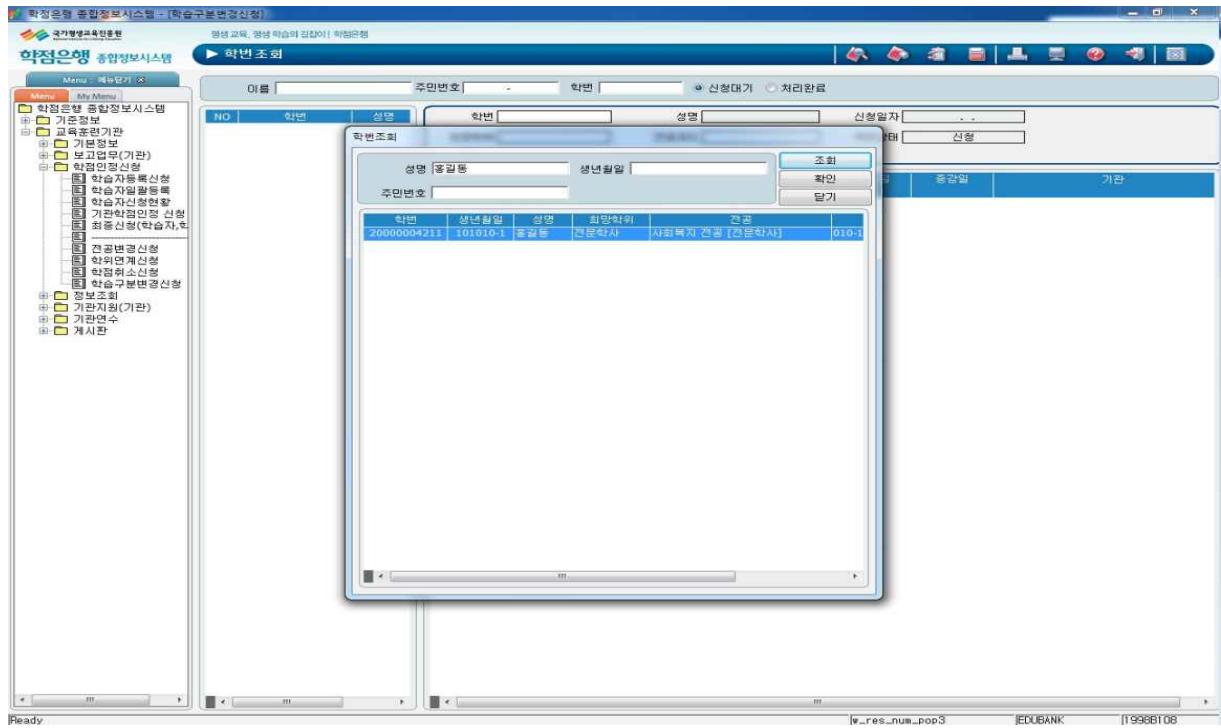 학점은행 종합정보시스템 - [학습구분변경신청]
국가평생교육진흥원
평생 교육, 평생 학습의 길잡이! 학점은행
학점은행 종합정보시스템
▶ 학번조회
Menu : 메뉴닫기
Menu My Menu
이름 주민번호 - 학번 신청대기 처리완료
학점은행 종합정보시스템
기준정보
교육훈련기관
기본정보
보고업무(기관)
학점인정신청
학습자등록신청
학습자일괄등록
학습자신청현황
기관학점인정 신청
최종신청(학습자,학
--------------------
전공변경신청
학위연계신청
학점취소신청
학습구분변경신청
정보조회
기관지원(기관)
기관연수
게시판
NO 학번 성명
학번 성명 신청일자 . .
신청
증감일 기관
학번조회
성명 홍길동 생년월일
주민번호
조회
확인
닫기
학번 생년월일 성명 희망학위 전공
20000004211 101010-1 홍길동 전문학사 사회복지 전공 [전문학사] 010-1
Ready w_res_num_pop3 EDUBANK 1998B108